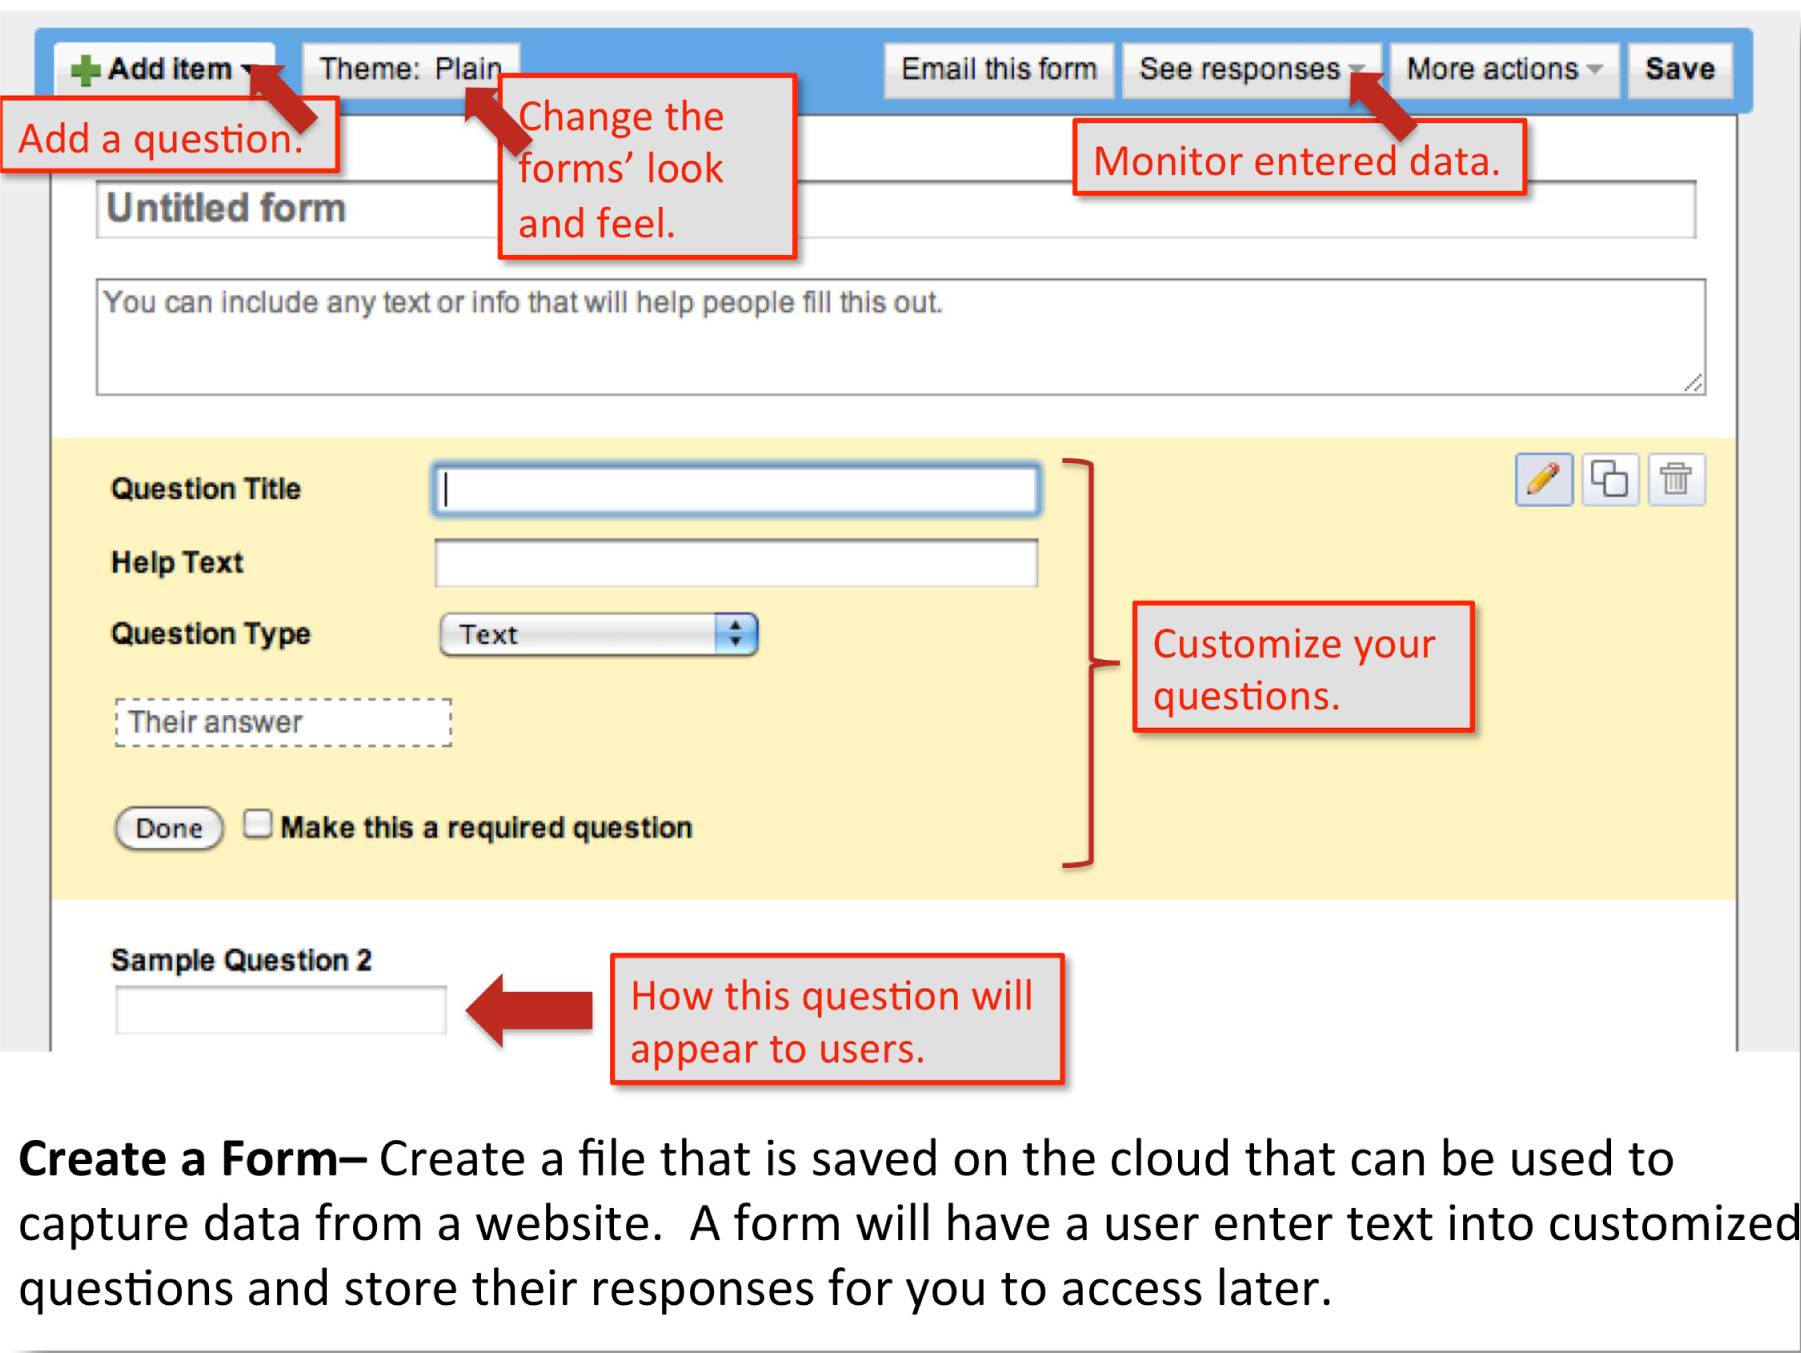 Add item
Theme: Plain
Email this form
See responses
More actions
Save
Add a question.
Change the
forms’ look
and feel.
Monitor entered data.
Untitled form
You can include any text or info that will help people fill this out.
Question Title
Help Text
Question Type
Text
Their answer
Done
Make this a required question
Customize your
questions.
Sample Question 2
How this question will
appear to users.
Create a Form– Create a file that is saved on the cloud that can be used to
capture data from a website.  A form will have a user enter text into customized
questions and store their responses for you to access later.